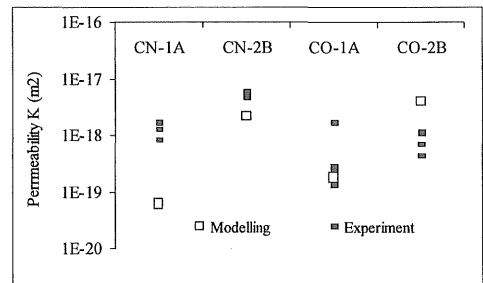 1E-16
CN-1A CN-2B CO-1A CO-2B
1E-17
1E-18
1E-19
1E-20
Permeability K (m2)
Modelling Experiment